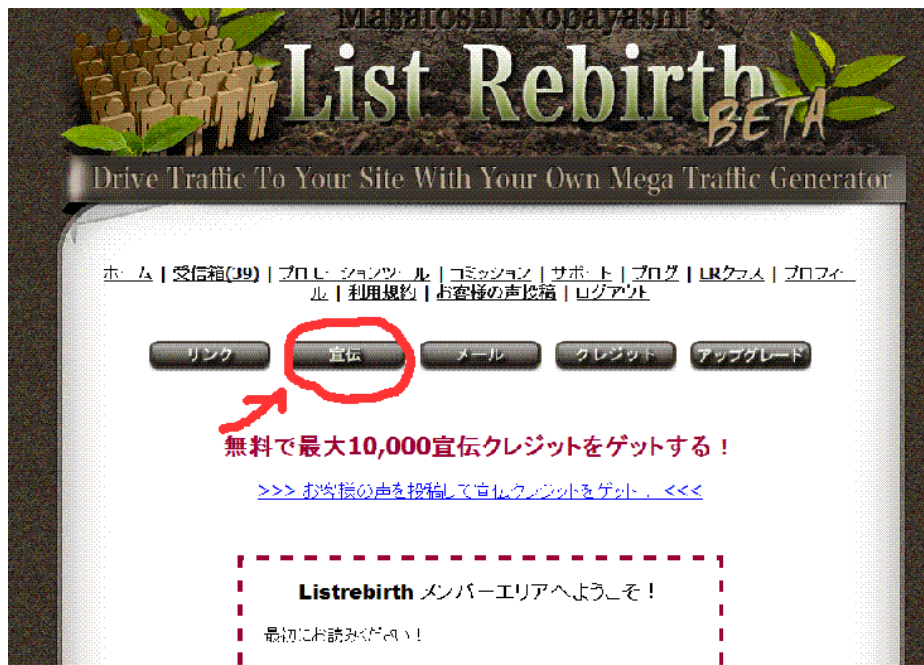 Masatoshi Kobayashi's
List Rebirth
BETA
Drive Traffic To Your Site With Your Own Mega Traffic Generator
ホーム | 受信箱(39) | プロモーションツール | コミッション | サポート | ブログ | LRクラス | プロフィー
ル | 利用規約 | お客様の声投稿 | ログアウト
リンク 宣伝 メール クレジット アップグレード
無料で最大10,000宣伝クレジットをゲットする！
>>> お客様の声を投稿して宣伝クレジットをゲット... <<<
Listrebirth メンバーエリアへようこそ！
最初にお読みください！